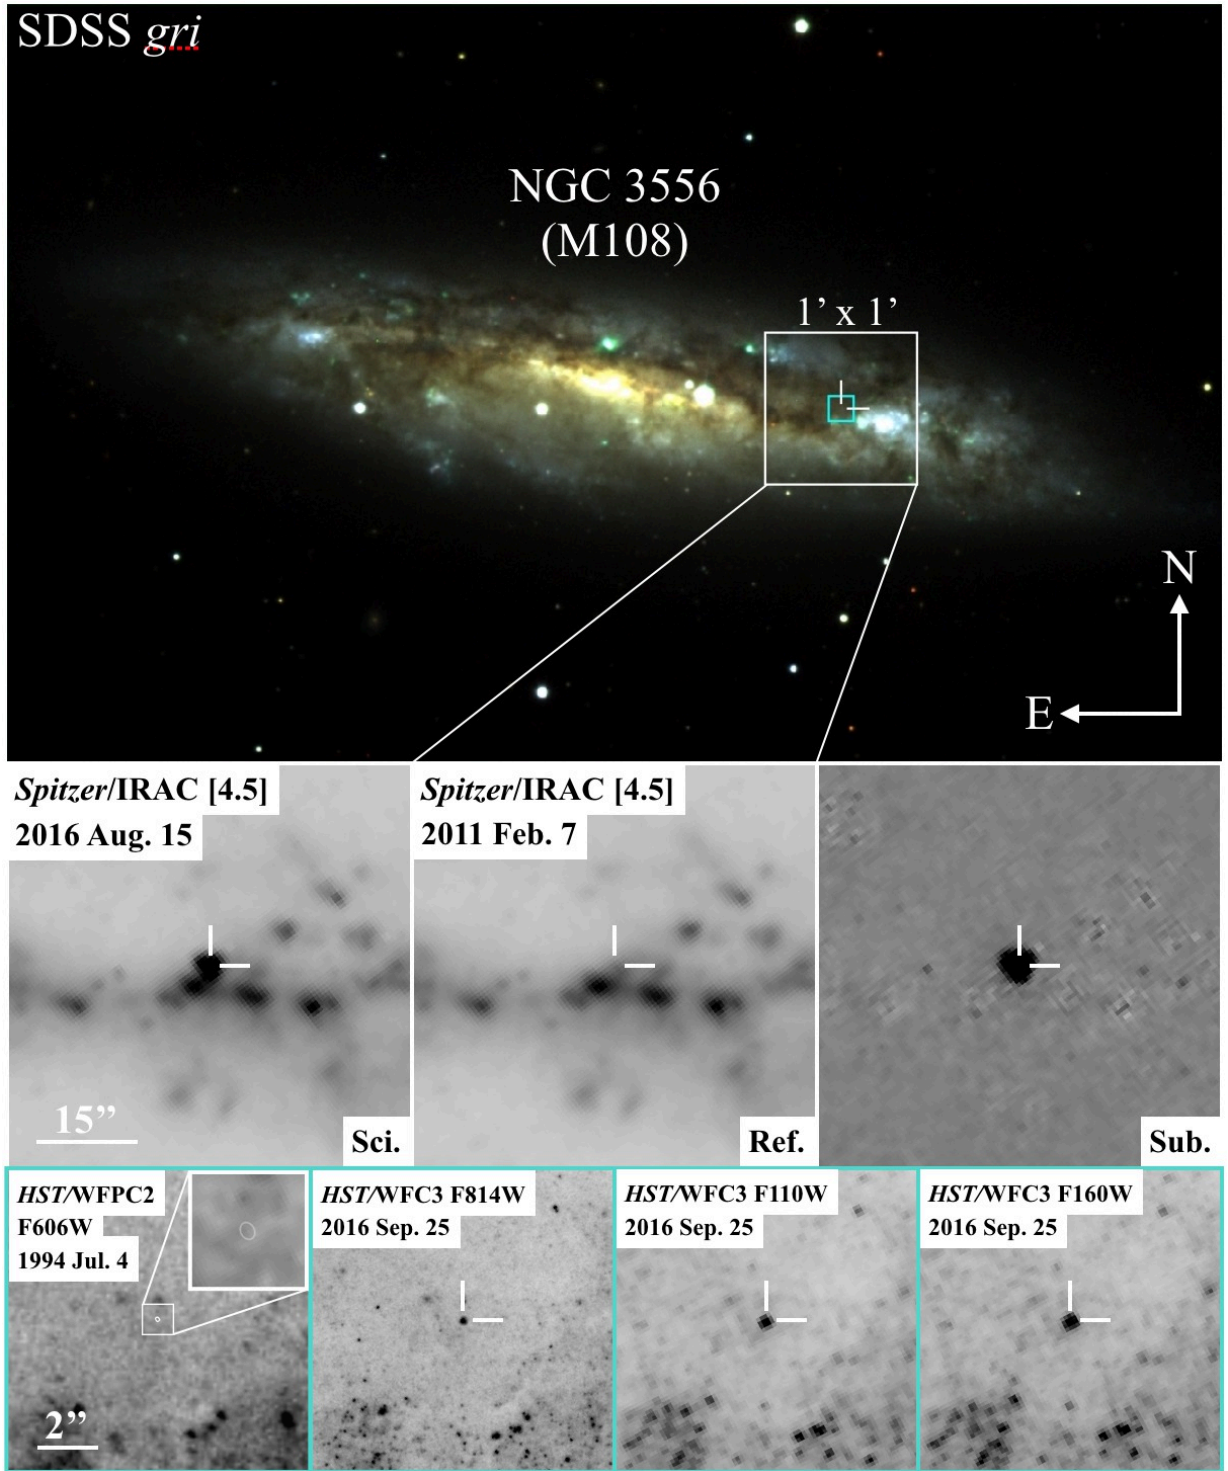 SDSS gri
NGC 3556
(M108)
1’ x 1’
N
E
Spitzer/IRAC [4.5]
2016 Aug. 15
15”
Sci.
Spitzer/IRAC [4.5]
2011 Feb. 7
Ref.
Sub.
HST/WFPC2
F606W
1994 Jul. 4
2”
HST/WFC3 F814W
2016 Sep. 25
HST/WFC3 F110W
2016 Sep. 25
HST/WFC3 F160W
2016 Sep. 25